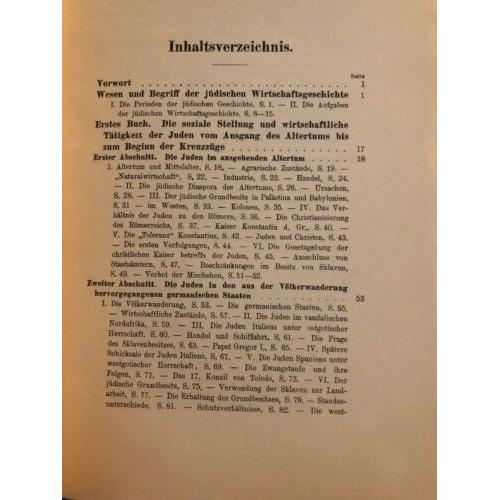 Inhaltsverzeichnis.
Seite
Vorwort . . . . . . . . . . . . . . . . . . . . . 1
Wesen und Begriff der jüdischen Wirtschaftsgeschichte . 1
I. Die Perioden der jüdischen Geschichte, S. 1. — II. Die Aufgaben
der jüdischen Wirtschaftsgeschichte, S. 8—15.
Erstes Buch. Die soziale Stellung und wirtschaftliche
Tätigkeit der Juden vom Ausgang des Altertums bis
zum Beginn der Kreuzzüge . . . . . . . . . . . 17
Erster Abschnitt. Die Juden im ausgehenden Altertum . . . . . 18
I. Altertum und Mittelalter, S. 18. — Agrarische Zustände, S. 19. —
„Naturalwirtschaft", S. 22. — Industrie, S. 23. — Handel, S. 24.
— II. Die jüdische Diaspora des Altertums, S. 26. — Ursachen,
S. 28. — III. Der jüdische Grundbesitz in Palästina und Babylonien,
S. 31 — im Westen, S. 33. — Kolonen, S. 35. — IV. Das Ver-
hältnis der Juden zu den Römern, S. 36. — Die Christianisierung
des Römerreichs, S. 37. — Kaiser Konstantin d. Gr., S. 40. —
V. Die „Toleranz" Konstantins, S. 42. — Juden und Christen, S. 43.
— Die ersten Verfolgungen, S. 44. — VI. Die Gesetzgebung der
christlichen Kaiser betreffs der Juden, S. 45. — Ausschluss von
Staatsämtern, S. 47. — Beschränkungen im Besitz von Sklaven,
S. 49. — Verbot der Mischehen, S. 51—52.
Zweiter Abschnitt. Die Juden in den aus der Völkerwanderung
hervorgegangenen germanischen Staaten . . . . . . . . . . 53
I. Die Völkerwanderung, S. 53. — Die germanischen Staaten, S. 55.
— Wirtschaftliche Zustände, S. 57. — II. Die Juden im vandalischen
Nordafrika, S. 59. — III. Die Juden Italiens unter ostgotischer
Herrschaft, S. 60. — Handel und Schiffahrt, S. 61. — Die Frage
des Sklavenbesitzes, S. 63. — Papst Gregor I., S. 65. — IV. Spätere
Schicksale der Juden Italiens, S. 67. — V. Die Juden Spaniens unter
westgotischer Herrschaft, S. 69. — Die Zwangstaufe und ihre
Folgen, S. 71. — Das 17. Konzil von Toledo, S. 73. — VI. Der
jüdische Grundbesitz, S. 75. — Verwendung der Sklaven zur Land-
arbeit, S. 77. — Die Erhaltung des Grundbesitzes, S. 79. — Standes-
unterschiede, S. 81. — Schutzverhältnisse, S. 82. — Die west-